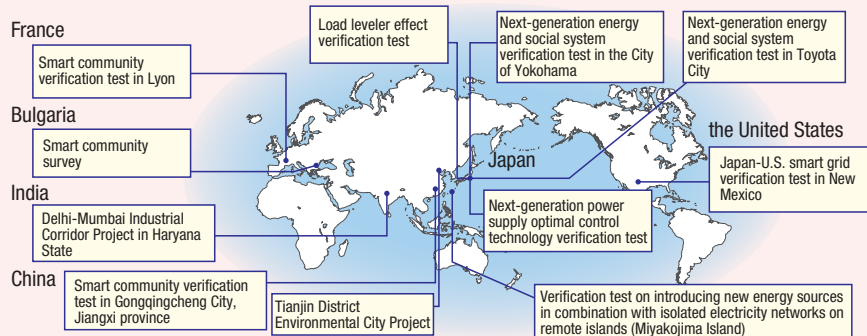 France
Smart community
verification test in Lyon
Bulgaria
Smart community
survey
India
Delhi-Mumbai Industrial
Corridor Project in Haryana
State
China
Smart community verification
test in Gongqingcheng City,
Jiangxi province
Tianjin District
Environmental City Project
Load leveler effect
verification test
Next-generation energy
and social system
verification test in the City
of Yokohama
Next-generation energy
and social system
verification test in Toyota
City
Japan
Next-generation power
supply optimal control
technology verification test
Verification test on introducing new energy sources
in combination with isolated electricity networks on
remote islands (Miyakojima Island)
the United States
Japan-U.S. smart grid
verification test in New
Mexico